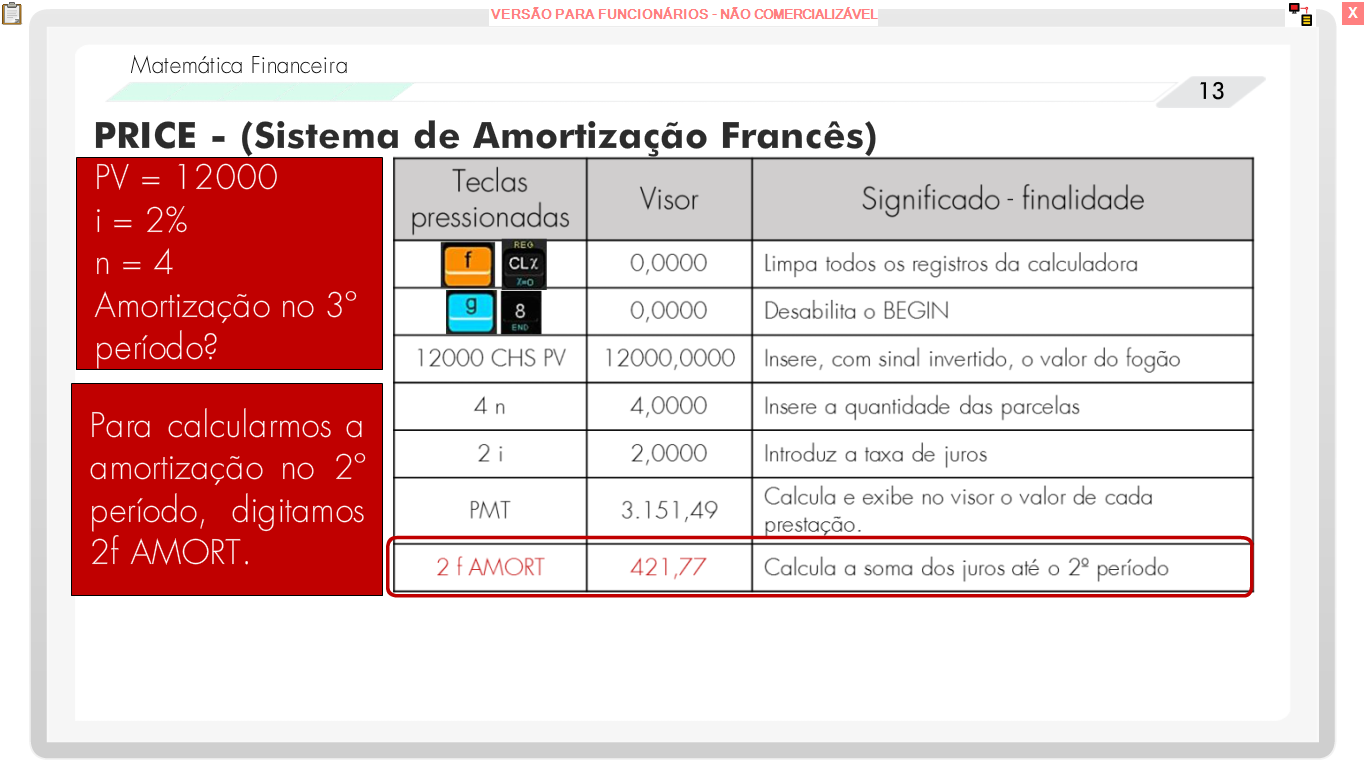 VERSÃO PARA FUNCIONÁRIOS - NÃO COMERCIALIZÁVEL
X
Matemática Financeira
13
PRICE - (Sistema de Amortização Francês)
PV = 12000
i = 2%
n = 4
Amortização no 3º
período?
Para calcularmos a
amortização no 2º
período, digitamos
2f AMORT.
Teclas
pressionadas
Visor
Significado - finalidade
f
REG
CLX
X=0
0,0000
Limpa todos os registros da calculadora
g
8
END
0,0000
Desabilita o BEGIN
12000 CHS PV
12000,0000
Insere, com sinal invertido, o valor do fogão
4 n
4,0000
Insere a quantidade das parcelas
2 i
2,0000
Introduz a taxa de juros
PMT
3.151,49
Calcula e exibe no visor o valor de cada
prestação.
2 f AMORT
421,77
Calcula a soma dos juros até o 2º período